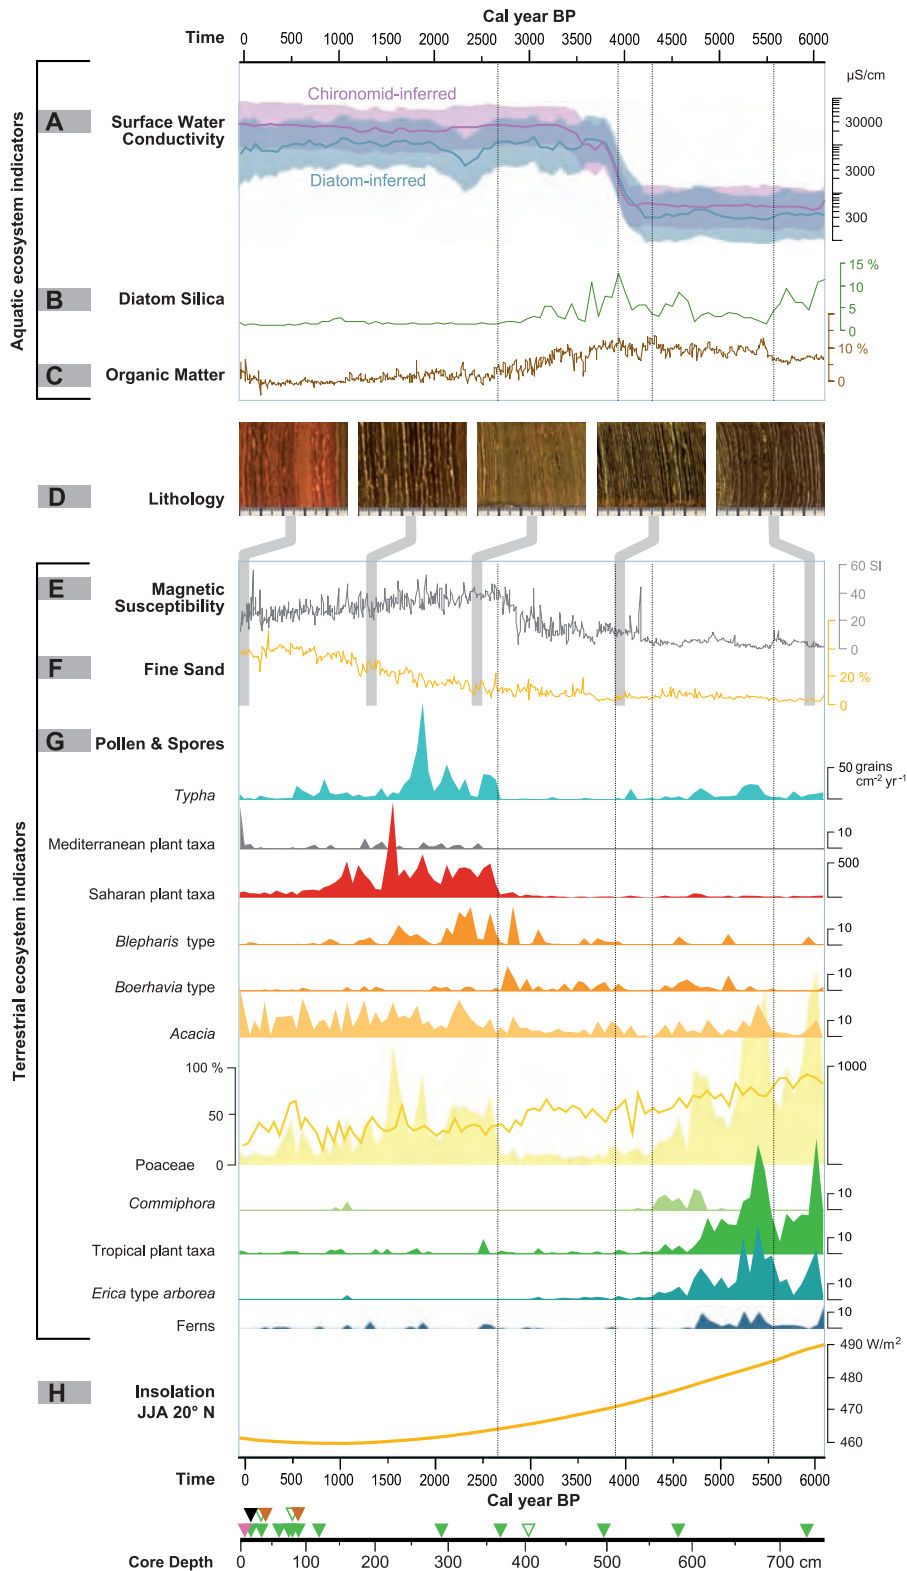 Cal year BP
Time
0 500 1000 1500 2000 2500 3000 3500 4000 4500 5000 5500 6000
Aquatic ecosystem indicators
A
Surface Water
Conductivity
Chironomid-inferred
Diatom-inferred
µS/cm
30000
3000
300
B
Diatom Silica
15 %
10
5
0
C
Organic Matter
10 %
0
D
Lithology
Terrestrial ecosystem indicators
E
Magnetic
Susceptibility
60 SI
40
20
0
F
Fine Sand
20 %
0
G
Pollen & Spores
Typha
50 grains
cm-2 yr-1
Mediterranean plant taxa
10
Saharan plant taxa
500
Blepharis type
10
Boerhavia type
10
Acacia
10
100 %
50
0
1000
Poaceae
Commiphora
10
Tropical plant taxa
10
Erica type arborea
10
Ferns
10
H
Insolation
JJA 20° N
490 W/m2
480
470
460
Time
0 500 1000 1500 2000 2500 3000 3500 4000 4500 5000 5500 6000
Cal year BP
Core Depth
0 100 200 300 400 500 600 700 cm